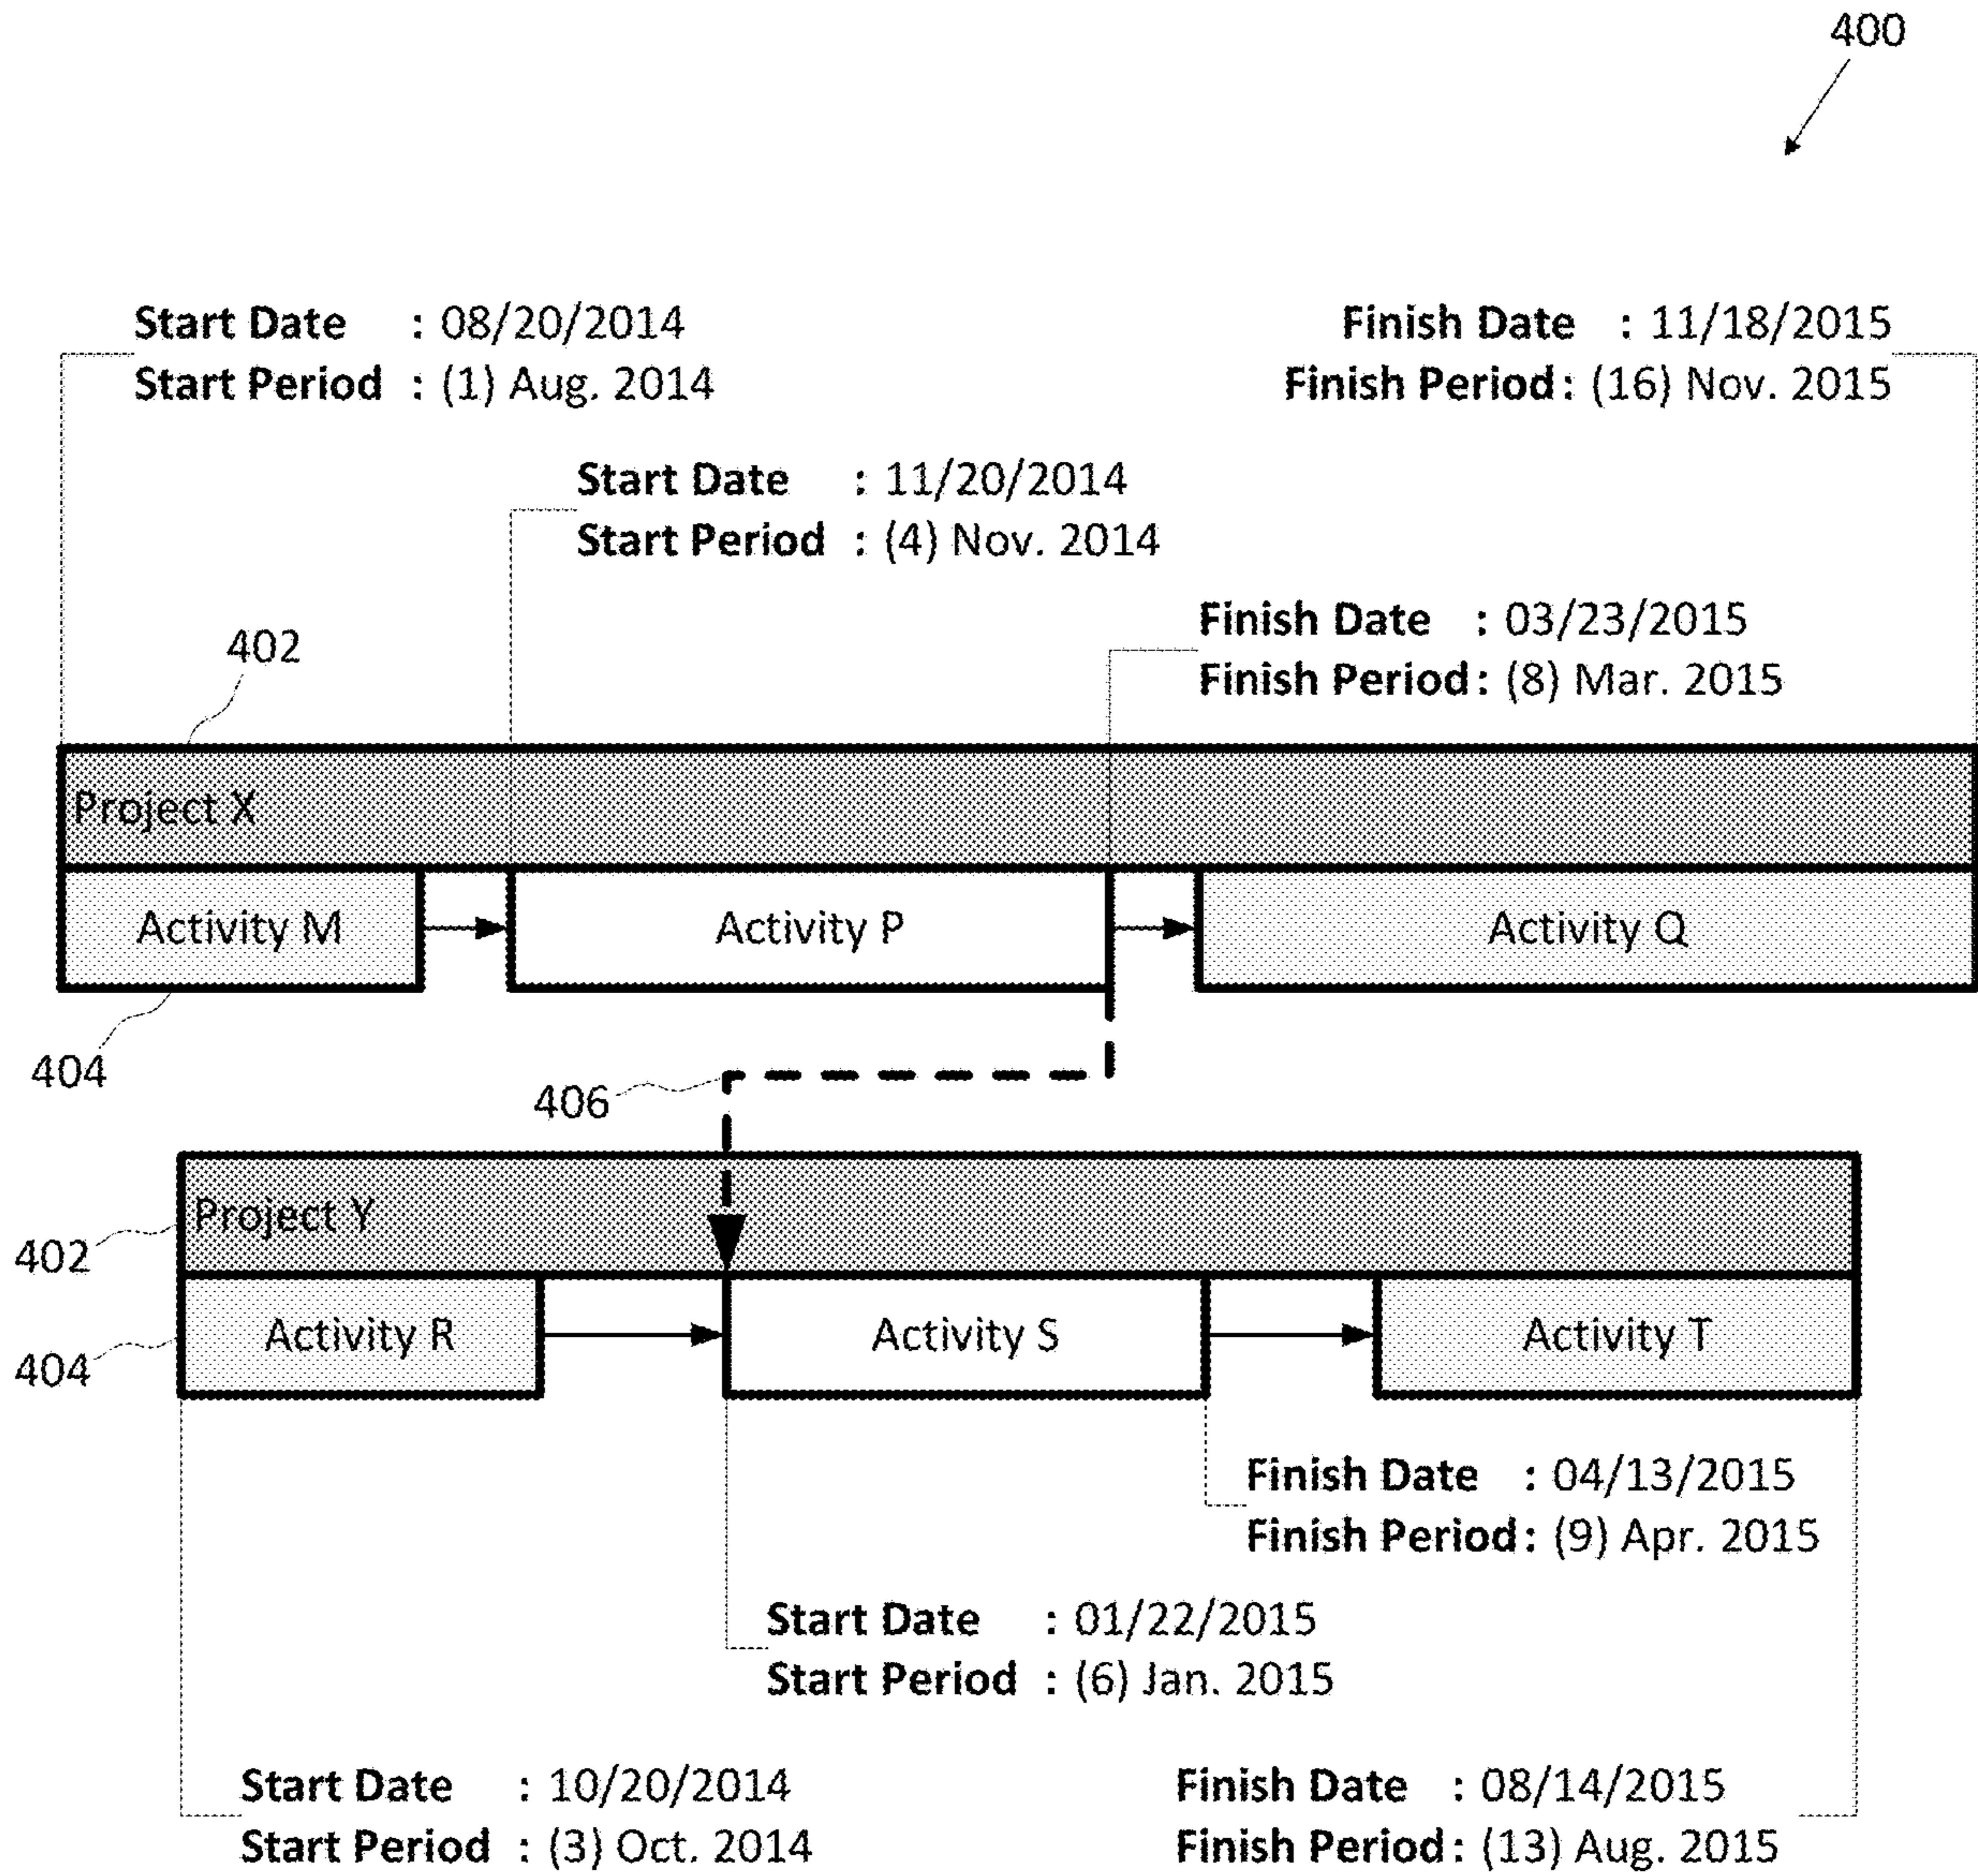 400
Start Date : 08/20/2014
Start Period : (1) Aug. 2014
Finish Date : 11/18/2015
Finish Period : (16) Nov. 2015
Start Date : 11/20/2014
Start Period : (4) Nov. 2014
Finish Date : 03/23/2015
Finish Period : (8) Mar. 2015
402
Project X
Activity M
Activity P
Activity Q
404
406
Project Y
402
Activity R
Activity S
Activity T
404
Finish Date : 04/13/2015
Finish Period : (9) Apr. 2015
Start Date : 01/22/2015
Start Period : (6) Jan. 2015
Start Date : 10/20/2014
Start Period : (3) Oct. 2014
Finish Date : 08/14/2015
Finish Period : (13) Aug. 2015